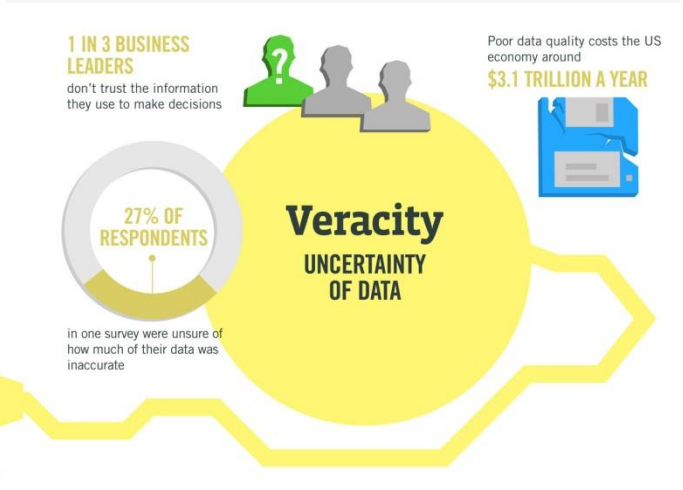 1 IN 3 BUSINESS
LEADERS
don't trust the information
they use to make decisions
?
Poor data quality costs the US
economy around
$3.1 TRILLION A YEAR
27% OF
RESPONDENTS
in one survey were unsure of
how much of their data was
inaccurate
Veracity
UNCERTAINTY
OF DATA